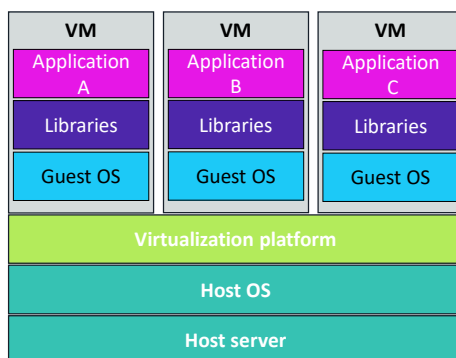 VM VM VM
Application Application Application
A B C
Libraries Libraries Libraries
Guest OS Guest OS Guest OS
Virtualization platform
Host OS
Host server